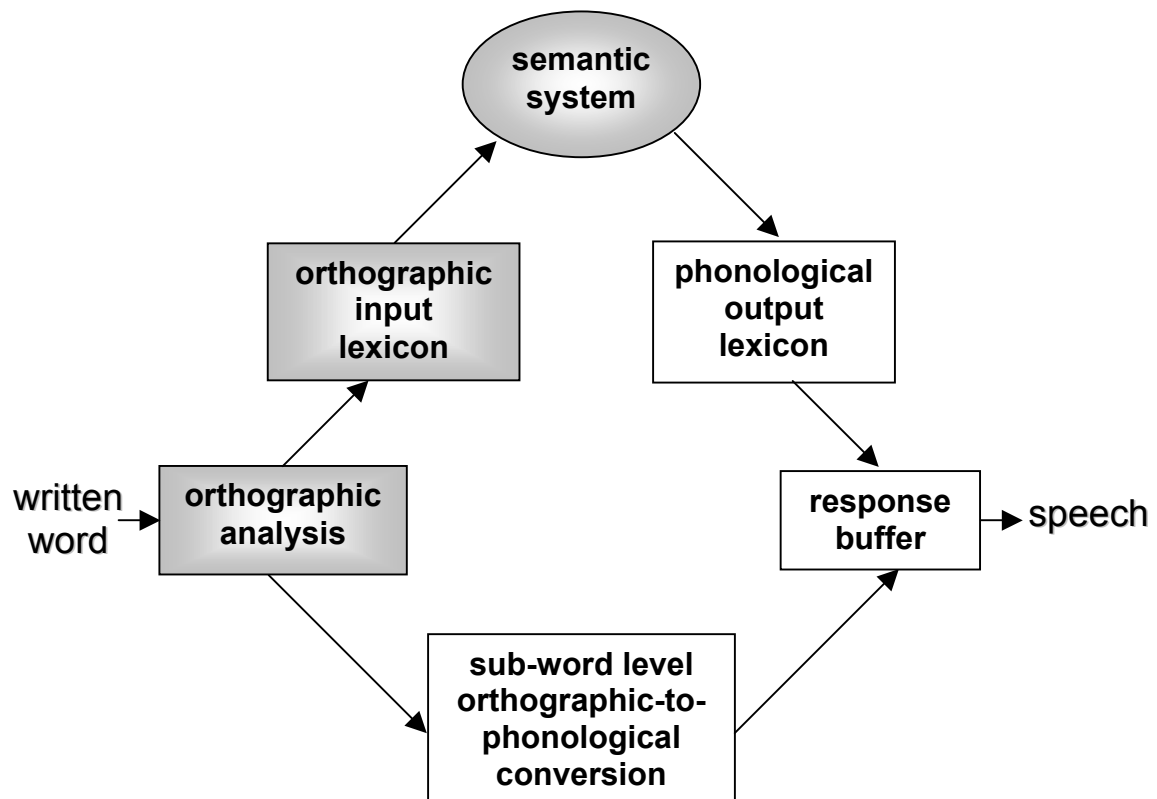 semantic
system
orthographic
input
lexicon
phonological
output
lexicon
written
word
orthographic
analysis
response
buffer
speech
sub-word level
orthographic-to-
phonological
conversion